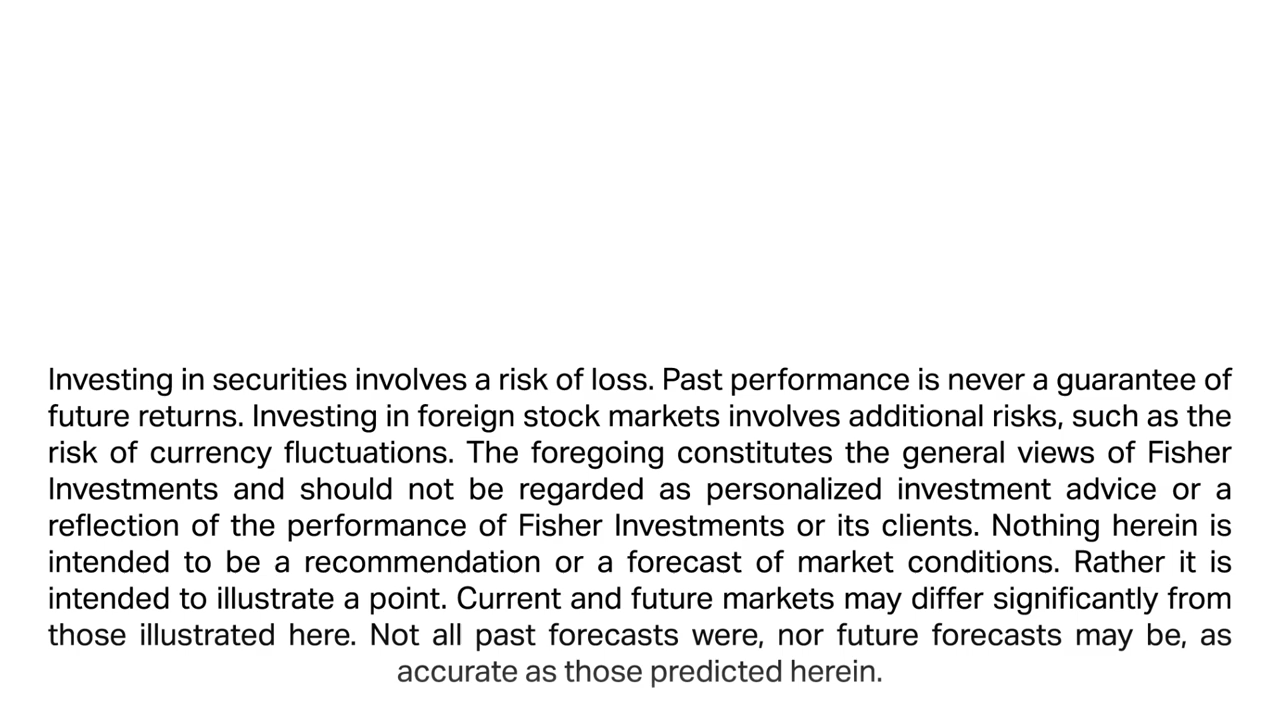 Investing in securities involves a risk of loss. Past performance is never a guarantee of
future returns. Investing in foreign stock markets involves additional risks, such as the
risk of currency fluctuations. The foregoing constitutes the general views of Fisher
Investments and should not be regarded as personalized investment advice or a
reflection of the performance of Fisher Investments or its clients. Nothing herein is
intended to be a recommendation or a forecast of market conditions. Rather it is
intended to illustrate a point. Current and future markets may differ significantly from
those illustrated here. Not all past forecasts were, nor future forecasts may be, as
accurate as those predicted herein.